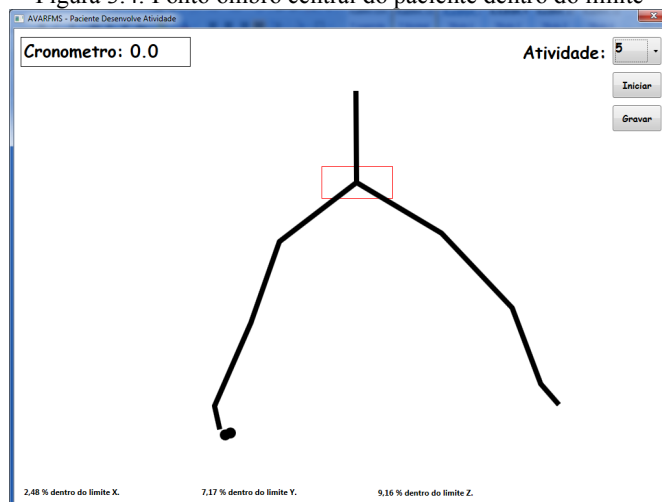 Figura 3.4: Ponto ombro central do paciente dentro do limite
AVARFMS - Paciente Desenvolve Atividade
Cronometro: 0.0
Atividade: 5
Iniciar
Gravar
2,48 % dentro do limite X. 7,17 % dentro do limite Y. 9,16 % dentro do limite Z.